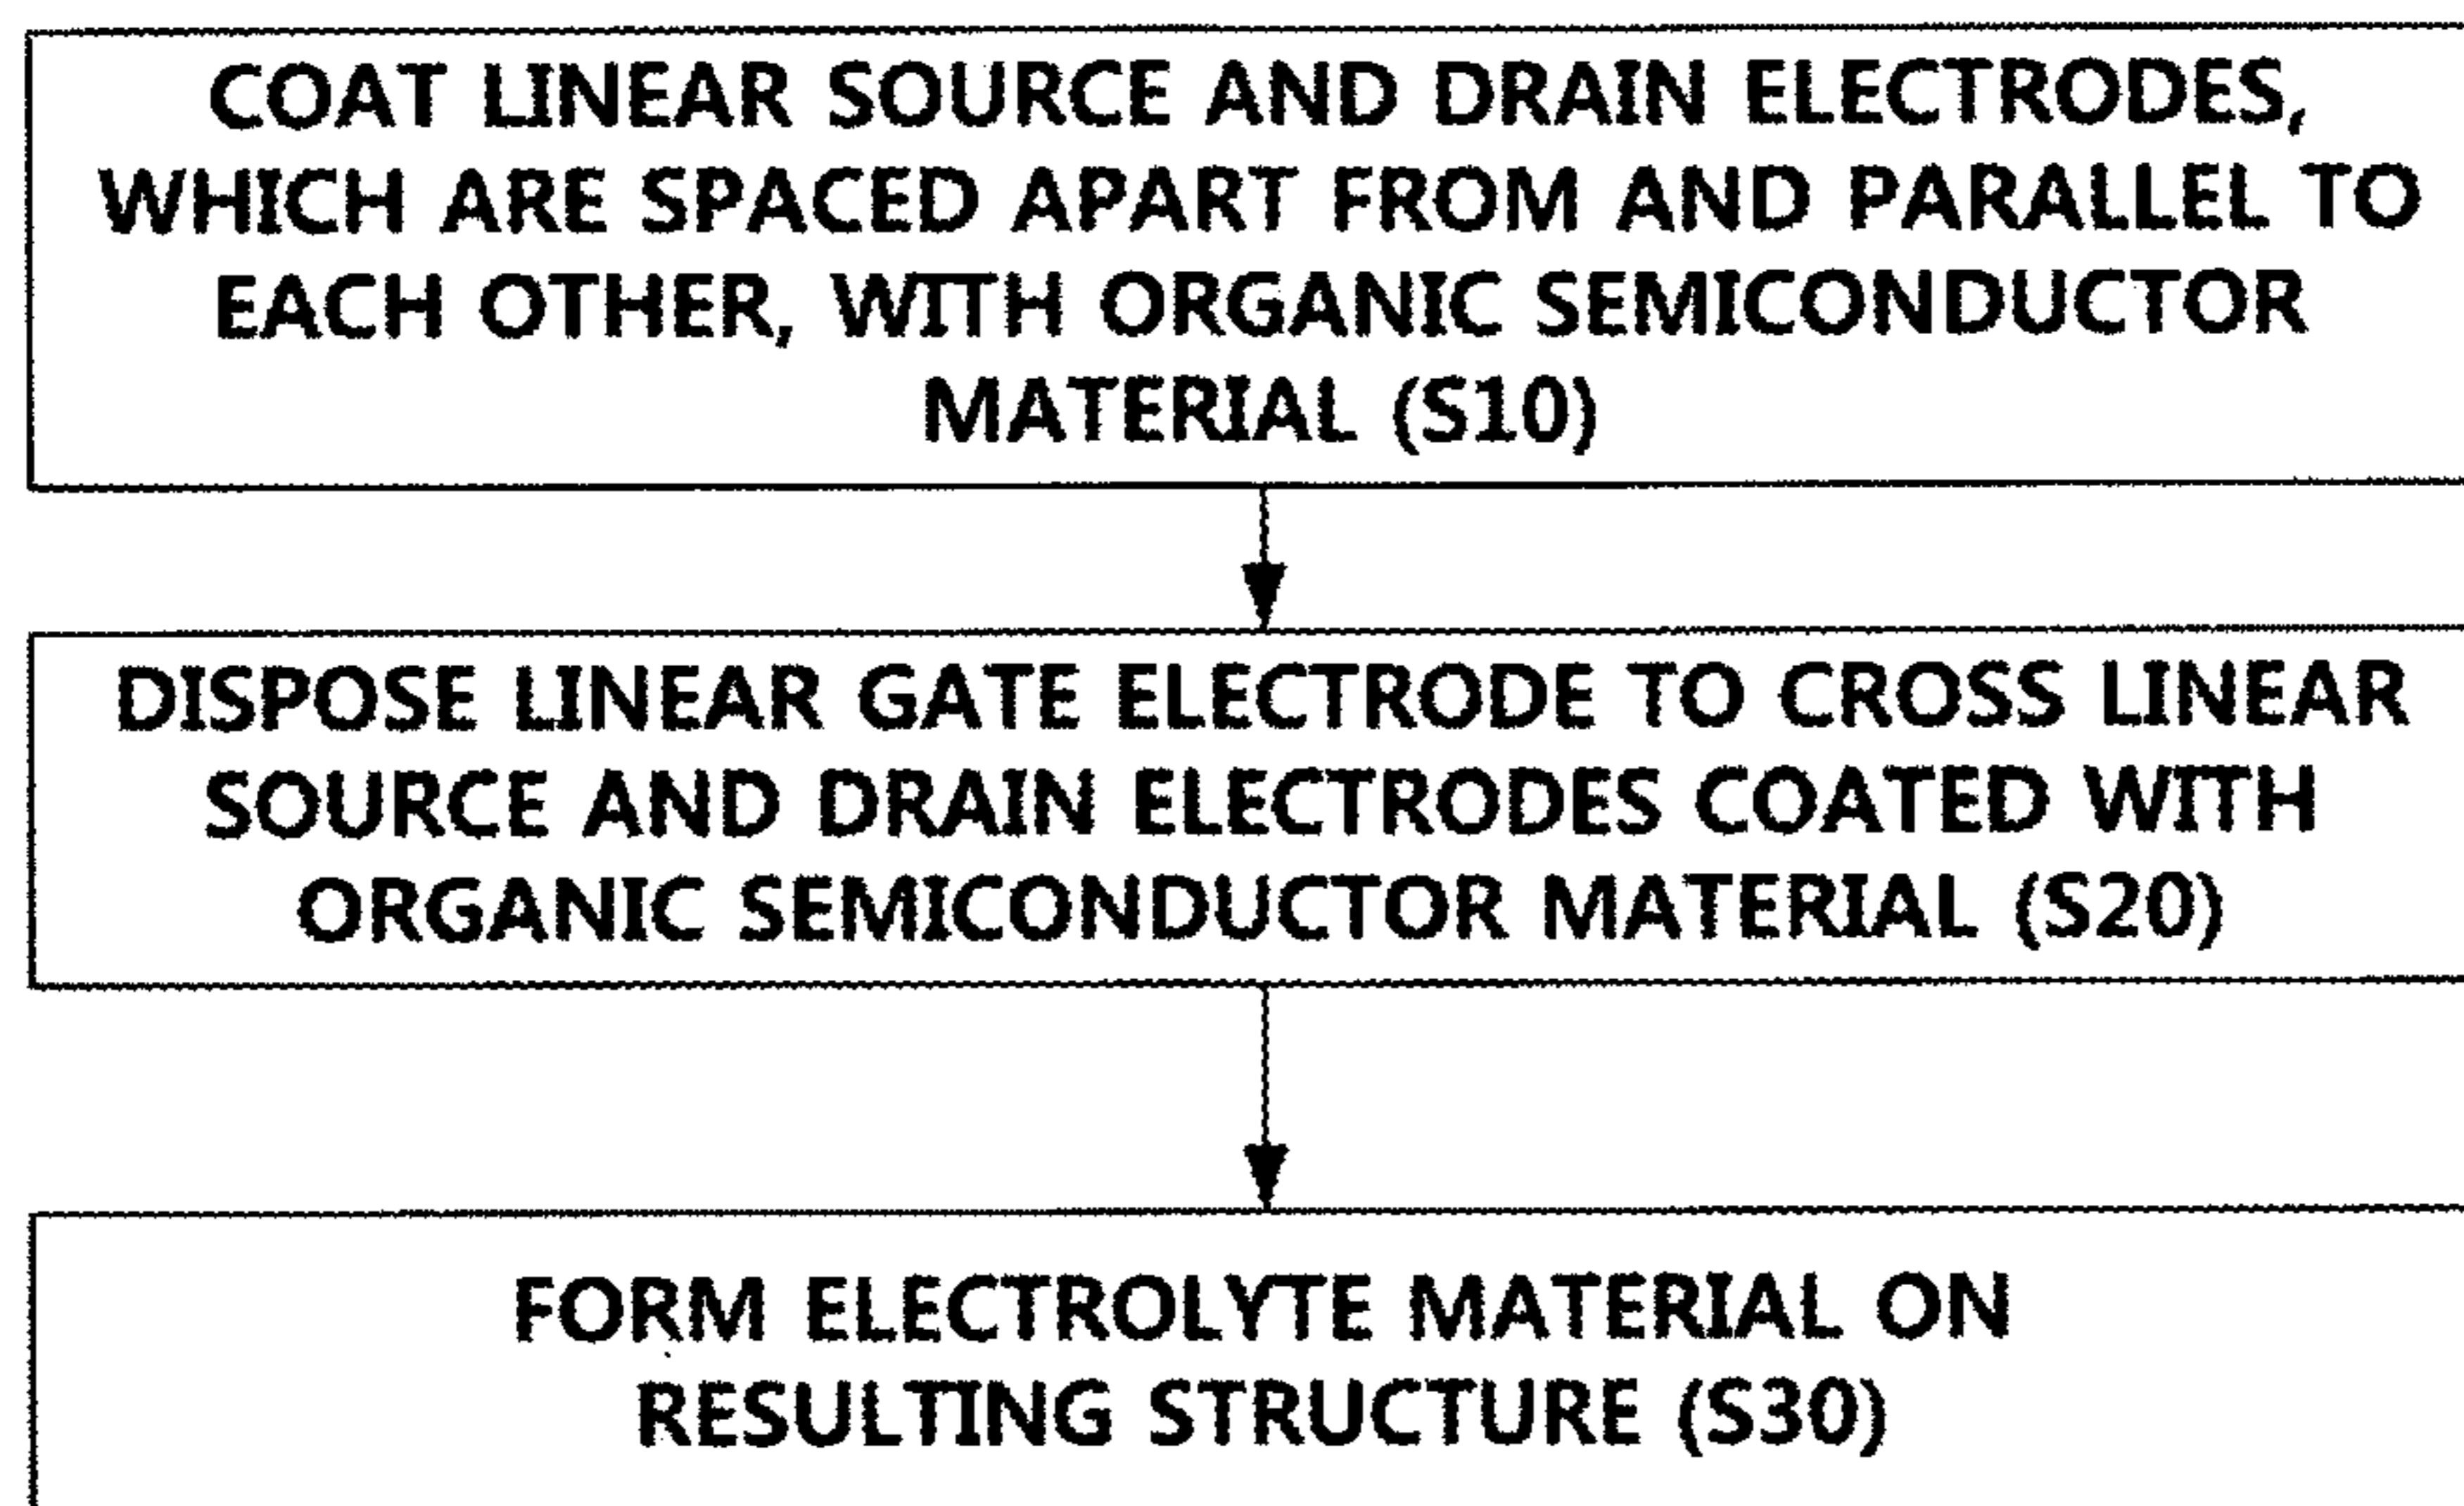 COAT LINEAR SOURCE AND DRAIN ELECTRODES,
WHICH ARE SPACED APART FROM AND PARALLEL TO
EACH OTHER, WITH ORGANIC SEMICONDUCTOR
MATERIAL (S10)
DISPOSE LINEAR GATE ELECTRODE TO CROSS LINEAR
SOURCE AND DRAIN ELECTRODES COATED WITH
ORGANIC SEMICONDUCTOR MATERIAL (S20)
FORM ELECTROLYTE MATERIAL ON
RESULTING STRUCTURE (S30)